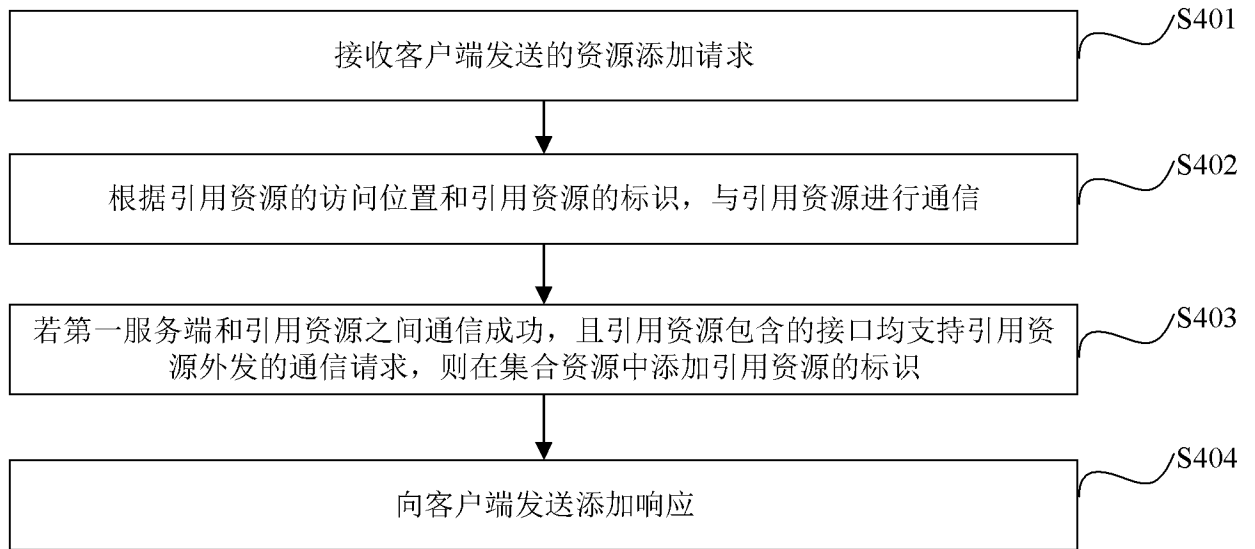 S401
接收客户端发送的资源添加请求
S402
根据引用资源的访问位置和引用资源的标识，与引用资源进行通信
S403
若第一服务端和引用资源之间通信成功，且引用资源包含的接口均支持引用资
源外发的通信请求，则在集合资源中添加引用资源的标识
S404
向客户端发送添加响应